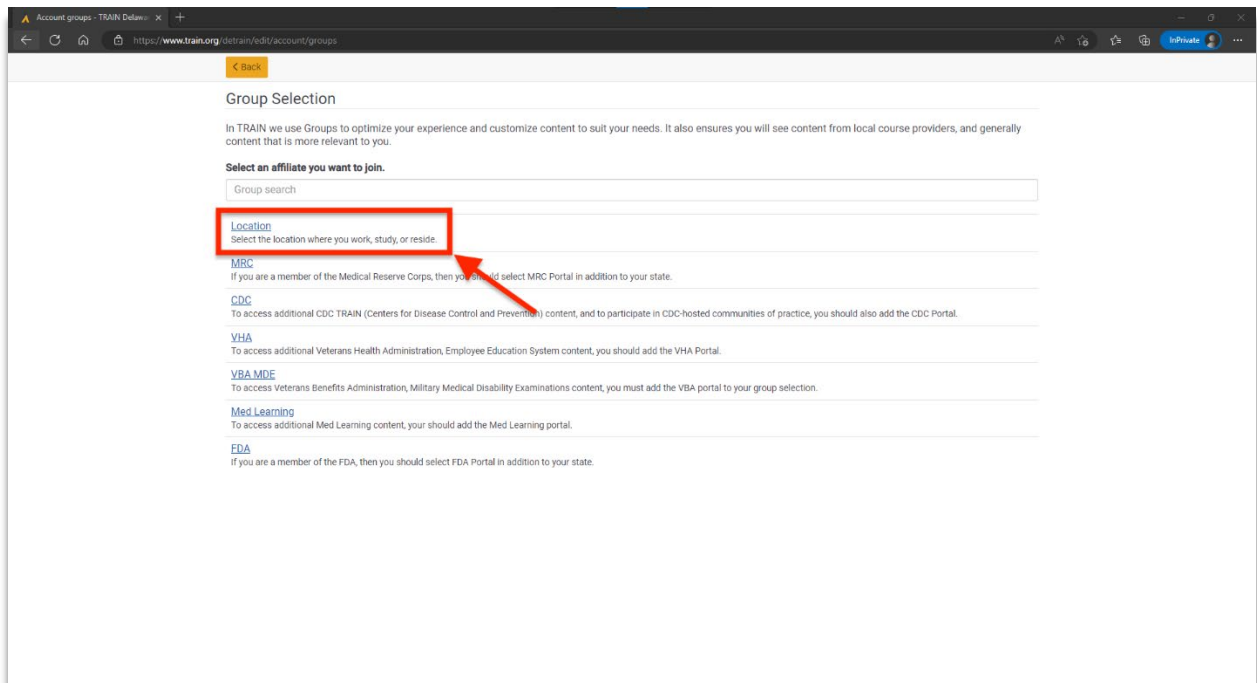 Account groups - TRAIN Delawa
https://www.train.org/detrain/edit/account/groups
InPrivate
Back
Group Selection
In TRAIN we use Groups to optimize your experience and customize content to suit your needs. It also ensures you will see content from local course providers, and generally
content that is more relevant to you.
Select an affiliate you want to join.
Group search
Location
Select the location where you work, study, or reside.
MRC
If you are a member of the Medical Reserve Corps, then you should select MRC Portal in addition to your state.
CDC
To access additional CDC TRAIN (Centers for Disease Control and Prevention) content, and to participate in CDC-hosted communities of practice, you should also add the CDC Portal.
VHA
To access additional Veterans Health Administration, Employee Education System content, you should add the VHA Portal.
VBA MDE
To access Veterans Benefits Administration, Military Medical Disability Examinations content, you must add the VBA portal to your group selection.
Med Learning
To access additional Med Learning content, your should add the Med Learning portal.
FDA
If you are a member of the FDA, then you should select FDA Portal in addition to your state.